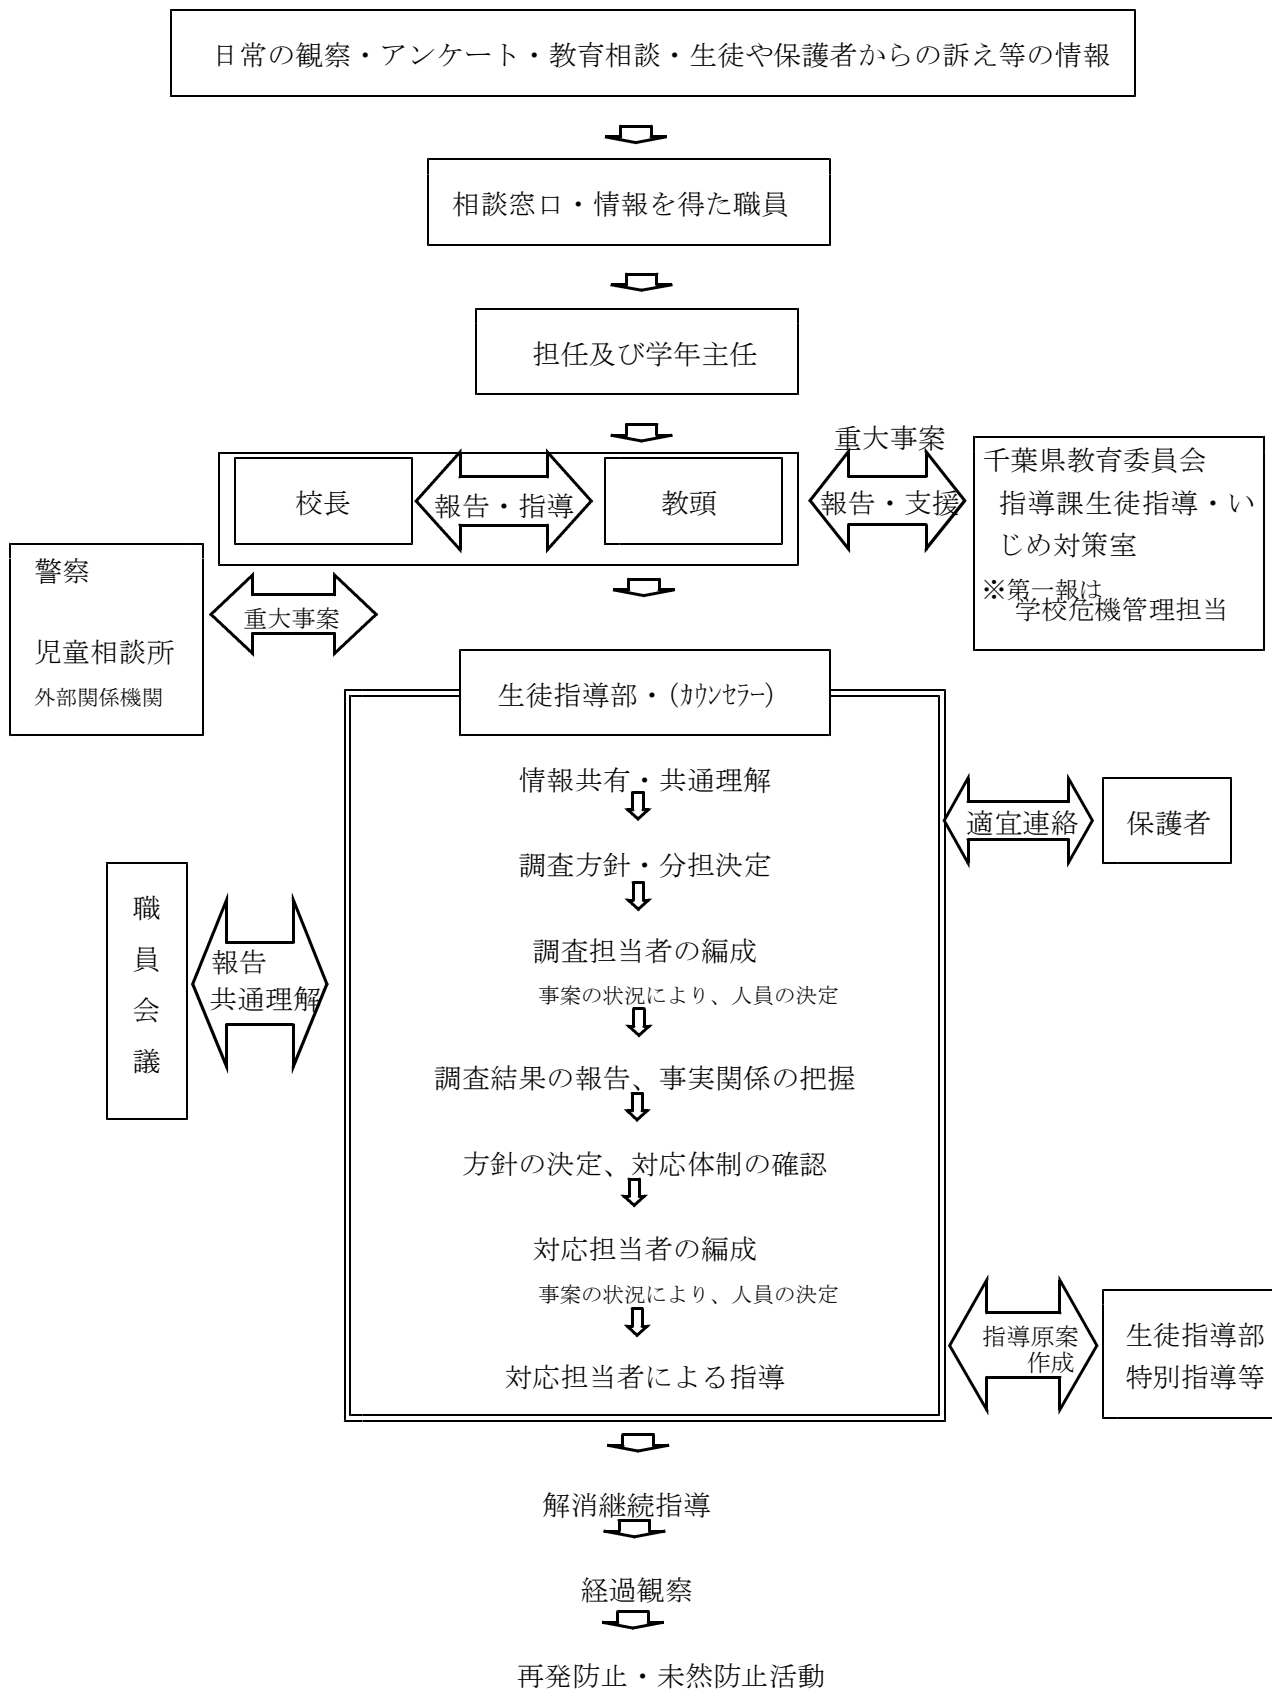 日常の観察・アンケート・教育相談・生徒や保護者からの訴え等の情報
相談窓口・情報を得た職員
担任及び学年主任
校長
報告・指導
教頭
重大事案
報告・支援
千葉県教育委員会
指導課生徒指導・い
じめ対策室
※第一報は
学校危機管理担当
警察
児童相談所
外部関係機関
重大事案
生徒指導部・(ｶｳﾝｾﾗｰ)
情報共有・共通理解
適宜連絡
保護者
調査方針・分担決定
職員会議
報告
共通理解
調査担当者の編成
事案の状況により、人員の決定
調査結果の報告、事実関係の把握
方針の決定、対応体制の確認
対応担当者の編成
事案の状況により、人員の決定
指導原案
作成
生徒指導部
特別指導等
対応担当者による指導
解消継続指導
経過観察
再発防止・未然防止活動